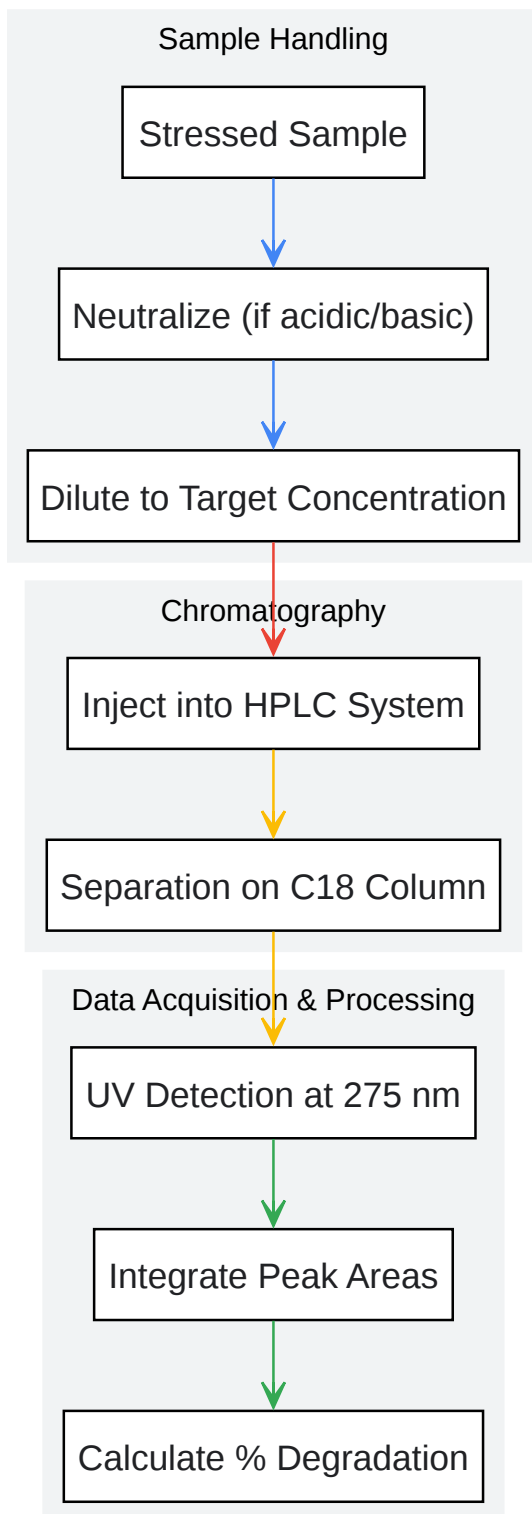 Sample Handling
Stressed Sample
Neutralize (if acidic/basic)
Dilute to Target Concentration
Chromatography
Inject into HPLC System
Separation on C18 Column
Data Acquisition & Processing
UV Detection at 275 nm
Integrate Peak Areas
Calculate % Degradation